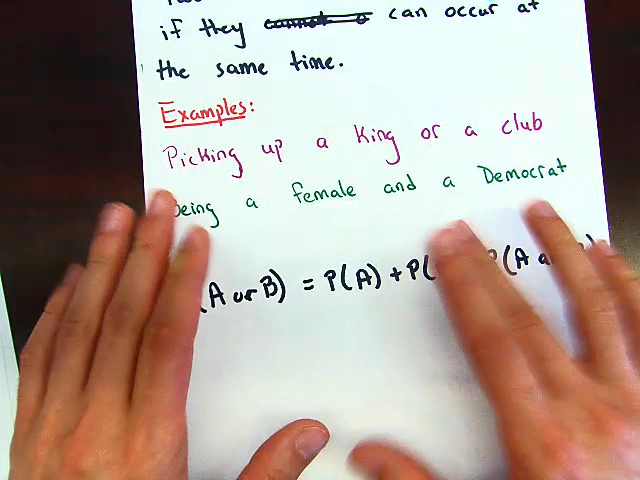 if they cannot o can occur at
the same time.
Examples:
Picking up a King or a club
Being a female and a Democrat
(A or B) = P(A) + P( P(A a